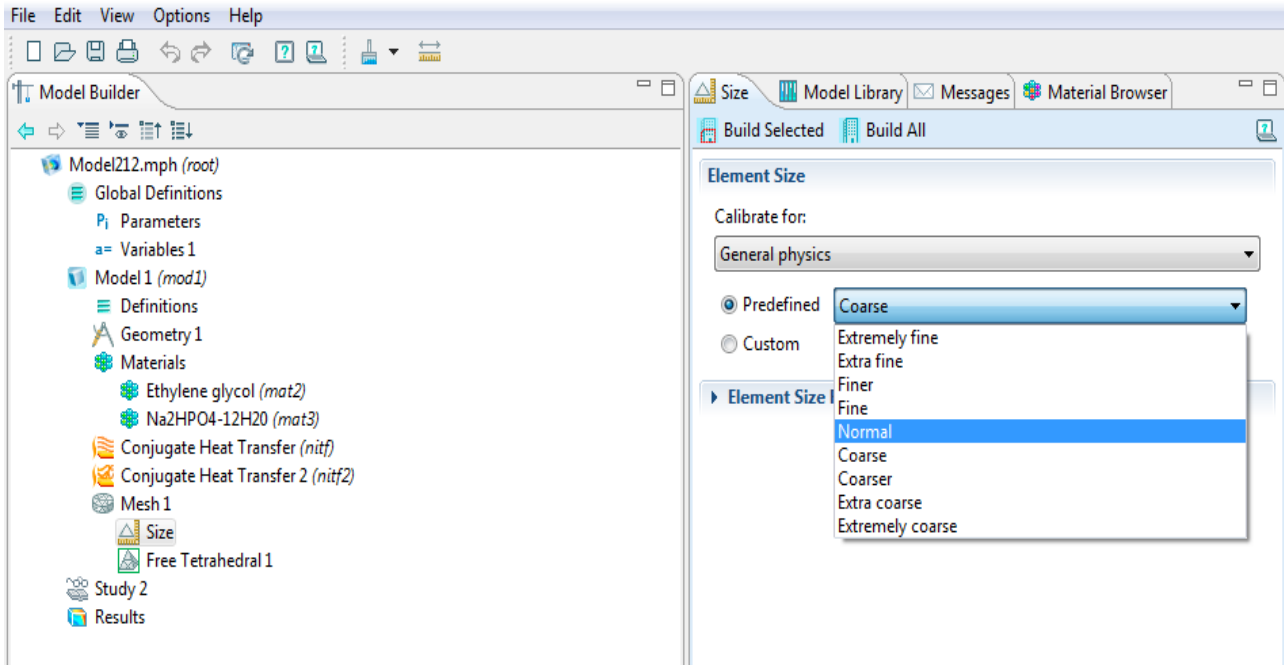 File Edit View Options Help
Model Builder
Model212.mph (root)
Global Definitions
Pi Parameters
a= Variables 1
Model 1 (mod1)
Definitions
Geometry 1
Materials
Ethylene glycol (mat2)
Na2HPO4-12H20 (mat3)
Conjugate Heat Transfer (nitf)
Conjugate Heat Transfer 2 (nitf2)
Mesh 1
Size
Free Tetrahedral 1
Study 2
Results
Size Model Library Messages Material Browser
Build Selected Build All
Element Size
Calibrate for:
General physics
Predefined Coarse
Custom
Element Size
Extremely fine
Extra fine
Finer
Fine
Normal
Coarse
Coarser
Extra coarse
Extremely coarse